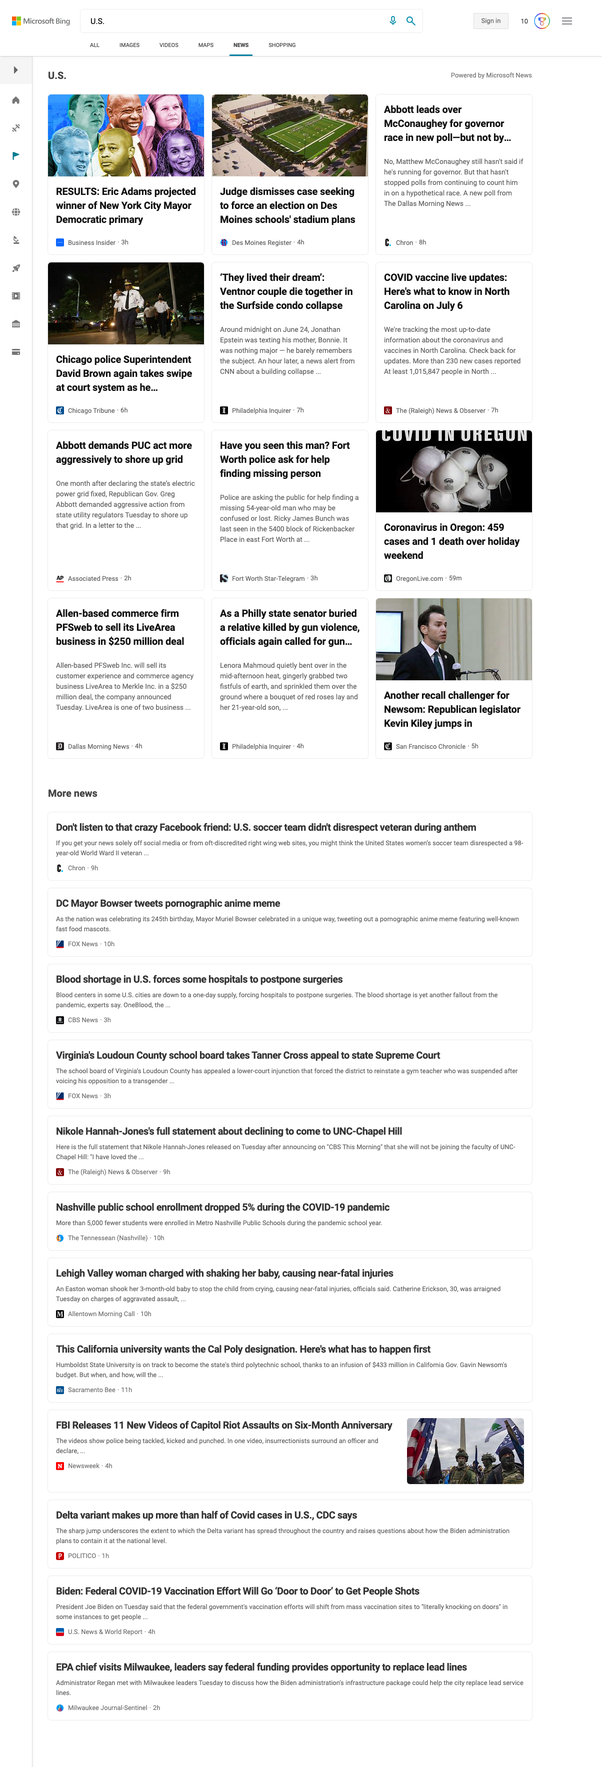 Microsoft Bing
U.S.
Sign in
10
ALL
IMAGES
VIDEOS
MAPS
NEWS
SHOPPING
U.S.
Powered by Microsoft News
RESULTS: Eric Adams projected
winner of New York City Mayor
Democratic primary
Business Insider · 3h
Judge dismisses case seeking
to force an election on Des
Moines schools' stadium plans
Des Moines Register · 4h
Abbott leads over
McConaughey for governor
race in new poll—but not by...
No, Matthew McConaughey still hasn't said if
he's running for governor. But that hasn't
stopped polls from continuing to count him
in on a hypothetical race. A new poll from
The Dallas Morning News ...
Chron · 8h
Chicago police Superintendent
David Brown again takes swipe
at court system as he...
Chicago Tribune · 6h
'They lived their dream':
Ventnor couple die together in
the Surfside condo collapse
Around midnight on June 24, Jonathan
Epstein was texting his mother, Bonnie. It
was nothing major — he barely remembers
the subject. An hour later, a news alert from
CNN about a building collapse ...
Philadelphia Inquirer · 7h
COVID vaccine live updates:
Here's what to know in North
Carolina on July 6
We're tracking the most up-to-date
information about the coronavirus and
vaccines in North Carolina. Check back for
updates. More than 230 new cases reported
At least 1,015,847 people in North ...
The (Raleigh) News & Observer · 7h
Abbott demands PUC act more
aggressively to shore up grid
One month after declaring the state's electric
power grid fixed, Republican Gov. Greg
Abbott demanded aggressive action from
state utility regulators Tuesday to shore up
that grid. In a letter to the ...
AP
Associated Press · 2h
Have you seen this man? Fort
Worth police ask for help
finding missing person
Police are asking the public for help finding a
missing 54-year-old man who may be
confused or lost. Ricky James Bunch was
last seen in the 5400 block of Rickenbacker
Place in east Fort Worth at ...
Fort Worth Star-Telegram · 3h
COVID IN OREGON
Coronavirus in Oregon: 459
cases and 1 death over holiday
weekend
OregonLive.com · 59m
Allen-based commerce firm
PFSweb to sell its LiveArea
business in $250 million deal
Allen-based PFSweb Inc. will sell its
customer experience and commerce agency
business LiveArea to Merkle Inc. in a $250
million deal, the company announced
Tuesday. LiveArea is one of two business ...
Dallas Morning News · 4h
As a Philly state senator buried
a relative killed by gun violence,
officials again called for gun...
Lenora Mahmoud quietly bent over in the
mid-afternoon heat, gingerly grabbed two
fistfuls of earth, and sprinkled them over the
ground where a bouquet of red roses lay and
her 21-year-old son, ...
Philadelphia Inquirer · 4h
Another recall challenger for
Newsom: Republican legislator
Kevin Kiley jumps in
San Francisco Chronicle · 5h
More news
Don't listen to that crazy Facebook friend: U.S. soccer team didn't disrespect veteran during anthem
If you get your news solely off social media or from oft-discredited right wing web sites, you might think the United States women's soccer team disrespected a 98-
year-old World War II veteran ...
Chron · 9h
DC Mayor Bowser tweets pornographic anime meme
As the nation was celebrating its 245th birthday, Mayor Muriel Bowser celebrated in a unique way, tweeting out a pornographic anime meme featuring well-known
fast food mascots.
FOX News · 10h
Blood shortage in U.S. forces some hospitals to postpone surgeries
Blood centers in some U.S. cities are down to a one-day supply, forcing hospitals to postpone surgeries. The blood shortage is yet another fallout from the
pandemic, experts say. OneBlood, the ...
CBS News · 3h
Virginia's Loudoun County school board takes Tanner Cross appeal to state Supreme Court
The school board of Virginia's Loudoun County has appealed a lower-court injunction that forced the district to reinstate a gym teacher who was suspended after
voicing his opposition to a transgender ...
FOX News · 3h
Nikole Hannah-Jones's full statement about declining to come to UNC-Chapel Hill
Here is the full statement that Nikole Hannah-Jones released on Tuesday after announcing on "CBS This Morning" that she will not be joining the faculty of UNC-
Chapel Hill: "I have loved the ...
The (Raleigh) News & Observer · 9h
Nashville public school enrollment dropped 5% during the COVID-19 pandemic
More than 5,000 fewer students were enrolled in Metro Nashville Public Schools during the pandemic school year.
The Tennessean (Nashville) · 10h
Lehigh Valley woman charged with shaking her baby, causing near-fatal injuries
An Easton woman shook her 3-month-old baby to stop the child from crying, causing near-fatal injuries, officials said. Catherine Erickson, 30, was arraigned
Tuesday on charges of aggravated assault, ...
Allentown Morning Call · 10h
This California university wants the Cal Poly designation. Here's what has to happen first
Humboldt State University is on track to become the state's third polytechnic school, thanks to an infusion of $433 million in California Gov. Gavin Newsom's
budget. But when, and how, will the ...
Sacramento Bee · 11h
FBI Releases 11 New Videos of Capitol Riot Assaults on Six-Month Anniversary
The videos show police being tackled, kicked and punched. In one video, insurrectionists surround an officer and
declare, ...
Newsweek · 4h
Delta variant makes up more than half of Covid cases in U.S., CDC says
The sharp jump underscores the extent to which the Delta variant has spread throughout the country and raises questions about how the Biden administration
plans to contain it at the national level.
POLITICO · 1h
Biden: Federal COVID-19 Vaccination Effort Will Go 'Door to Door' to Get People Shots
President Joe Biden on Tuesday said that the federal government's vaccination efforts will shift from mass vaccination sites to "literally knocking on doors" in
some instances to get people ...
U.S. News & World Report · 4h
EPA chief visits Milwaukee, leaders say federal funding provides opportunity to replace lead lines
Administrator Regan met with Milwaukee leaders Tuesday to discuss how the Biden administration's infrastructure package could help the city replace lead service
lines.
Milwaukee Journal-Sentinel · 2h